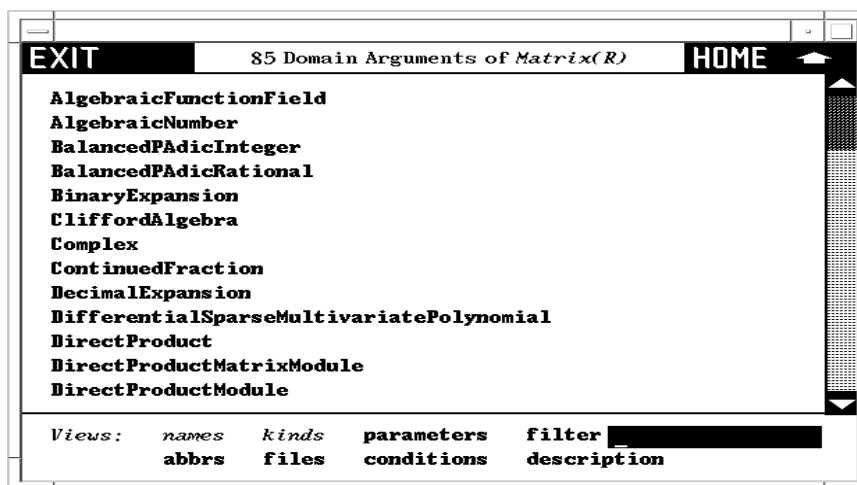 EXIT 85 Domain Arguments of Matrix(R) HOME
AlgebraicFunctionField
AlgebraicNumber
BalancedPAdicInteger
BalancedPAdicRational
BinaryExpansion
CliffordAlgebra
Complex
ContinuedFraction
DecimalExpansion
DifferentialSparseMultivariatePolynomial
DirectProduct
DirectProductMatrixModule
DirectProductModule
Views: names kinds parameters filter _
abbrs files conditions description